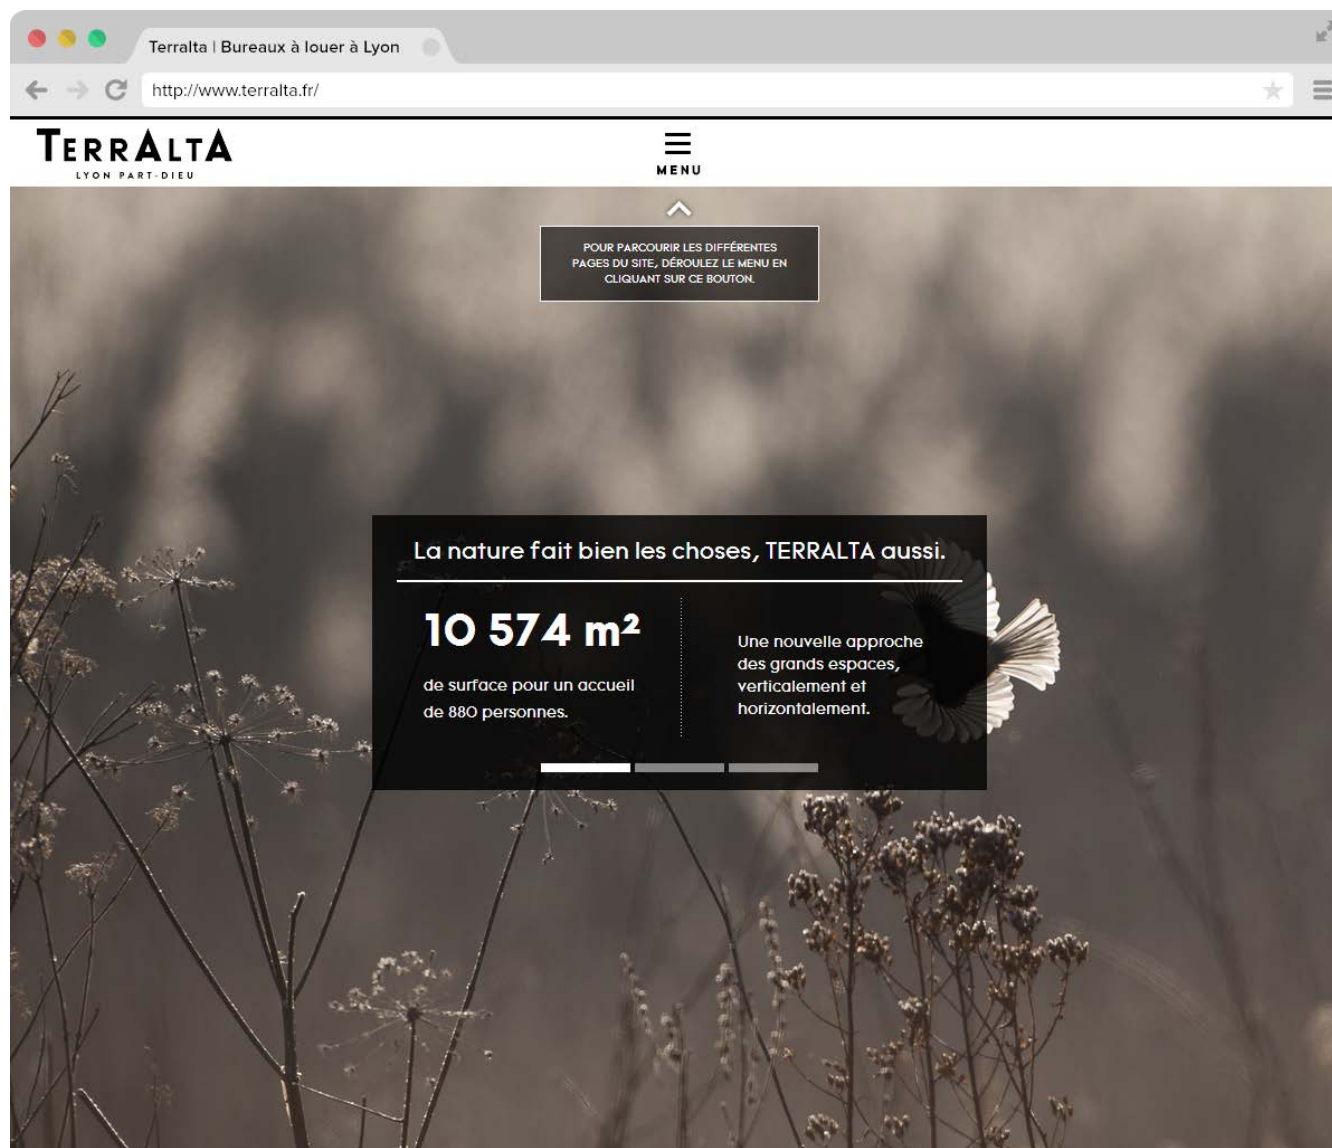 Terralta | Bureaux à louer à Lyon
http://www.terralta.fr/
TERRALTA
LYON PART-DIEU
MENU
POUR PARCOURIR LES DIFFÉRENTES
PAGES DU SITE, DÉROULEZ LE MENU EN
CLIQUANT SUR CE BOUTON.
La nature fait bien les choses, TERRALTA aussi.
10 574 m²
de surface pour un accueil
de 880 personnes.
Une nouvelle approche
des grands espaces,
verticalement et
horizontalement.